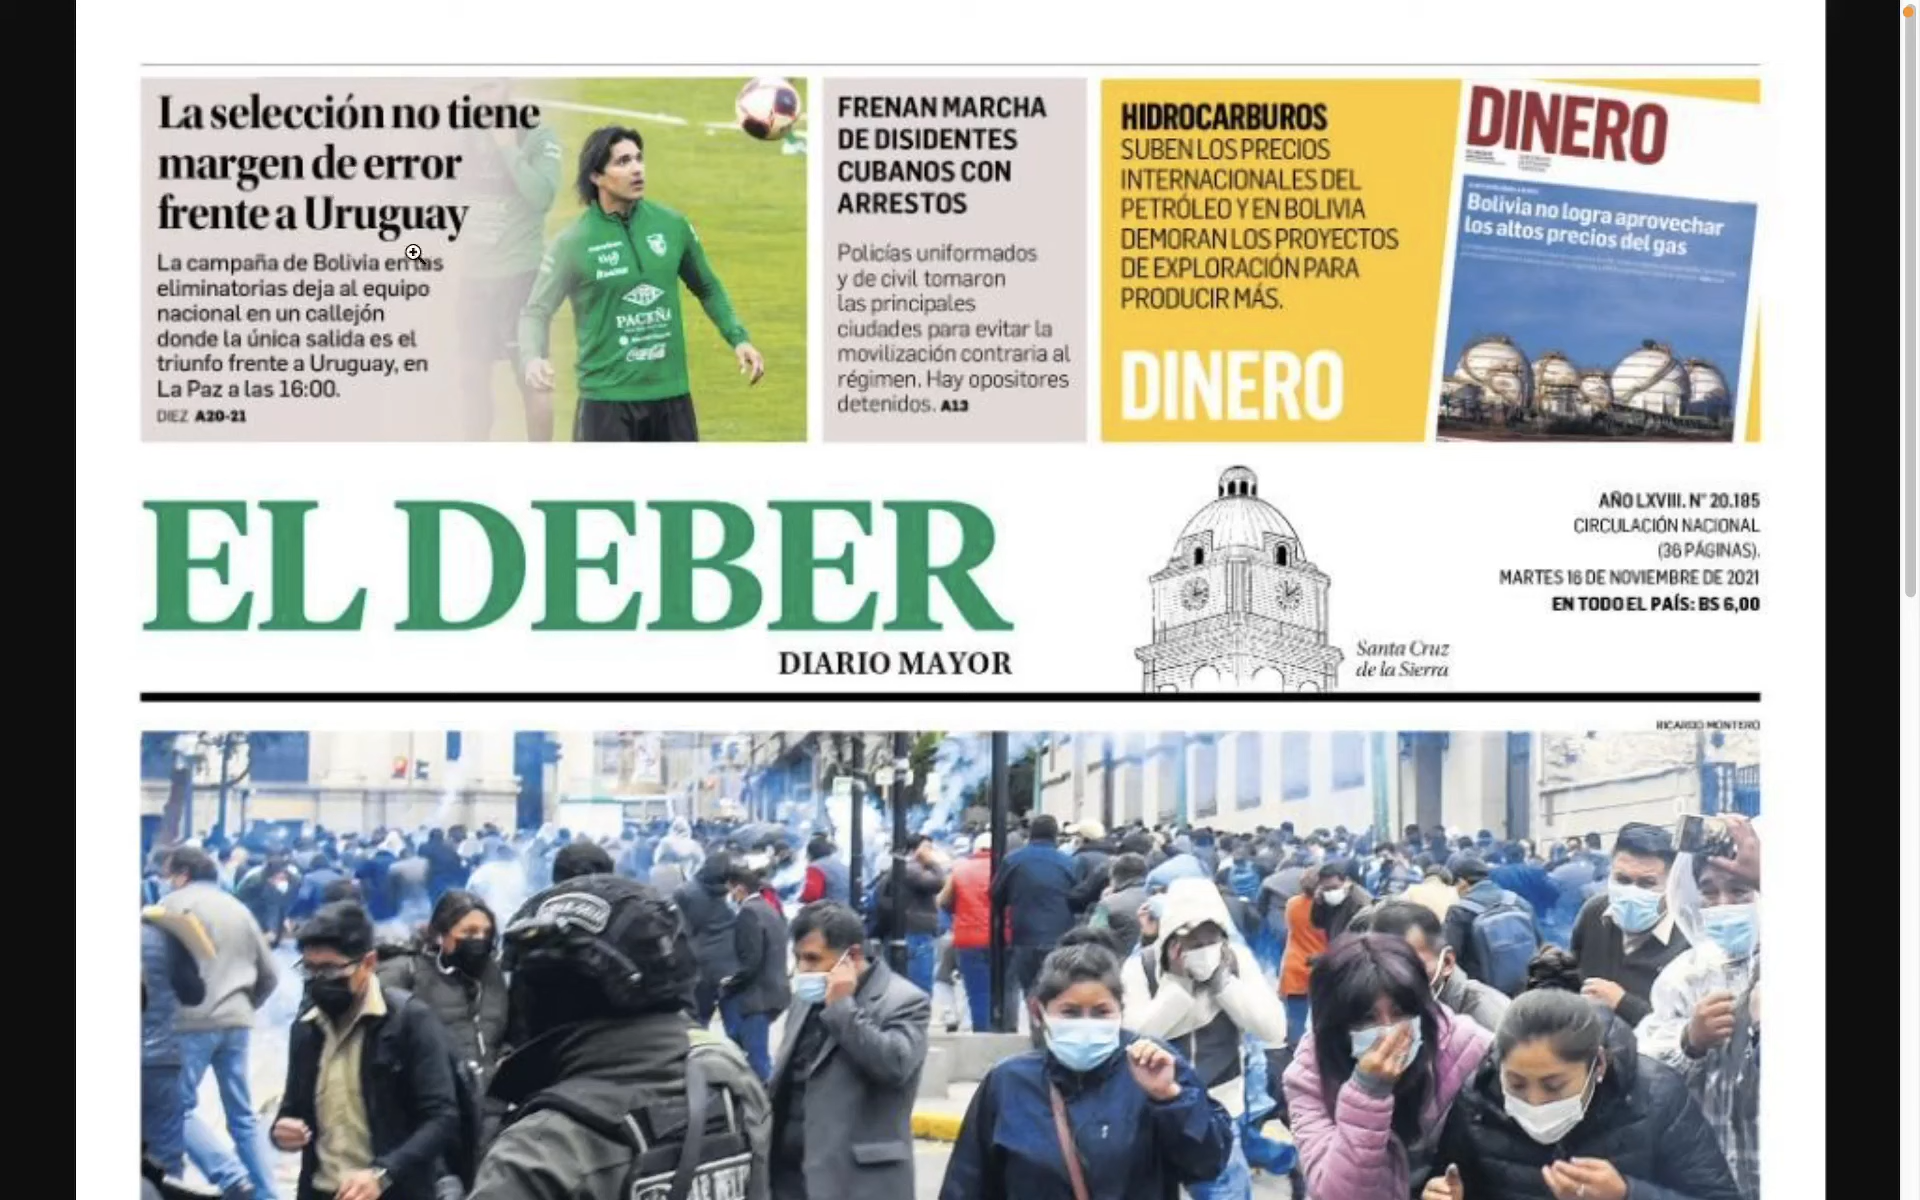 La selección no tiene
margen de error
frente a Uruguay
La campaña de Bolivia en las
eliminatorias deja al equipo
nacional en un callejón
donde la única salida es el
triunfo frente a Uruguay, en
La Paz a las 16:00.
DIEZ A20-21
PACEÑA
Coca-Cola
FRENAN MARCHA
DE DISIDENTES
CUBANOS CON
ARRESTOS
Policías uniformados
y de civil tomaron
las principales
ciudades para evitar la
movilización contraria al
régimen. Hay opositores
detenidos. A13
HIDROCARBUROS
SUBEN LOS PRECIOS
INTERNACIONALES DEL
PETRÓLEO Y EN BOLIVIA
DEMORAN LOS PROYECTOS
DE EXPLORACIÓN PARA
PRODUCIR MÁS.
DINERO
DINERO
Bolivia no logra aprovechar
los altos precios del gas
EL DEBER
DIARIO MAYOR
Santa Cruz
de la Sierra
AÑO LXVIII. N° 20.185
CIRCULACIÓN NACIONAL
(36 PÁGINAS).
MARTES 16 DE NOVIEMBRE DE 2021
EN TODO EL PAÍS: BS 6,00
RICARDO MONTERO